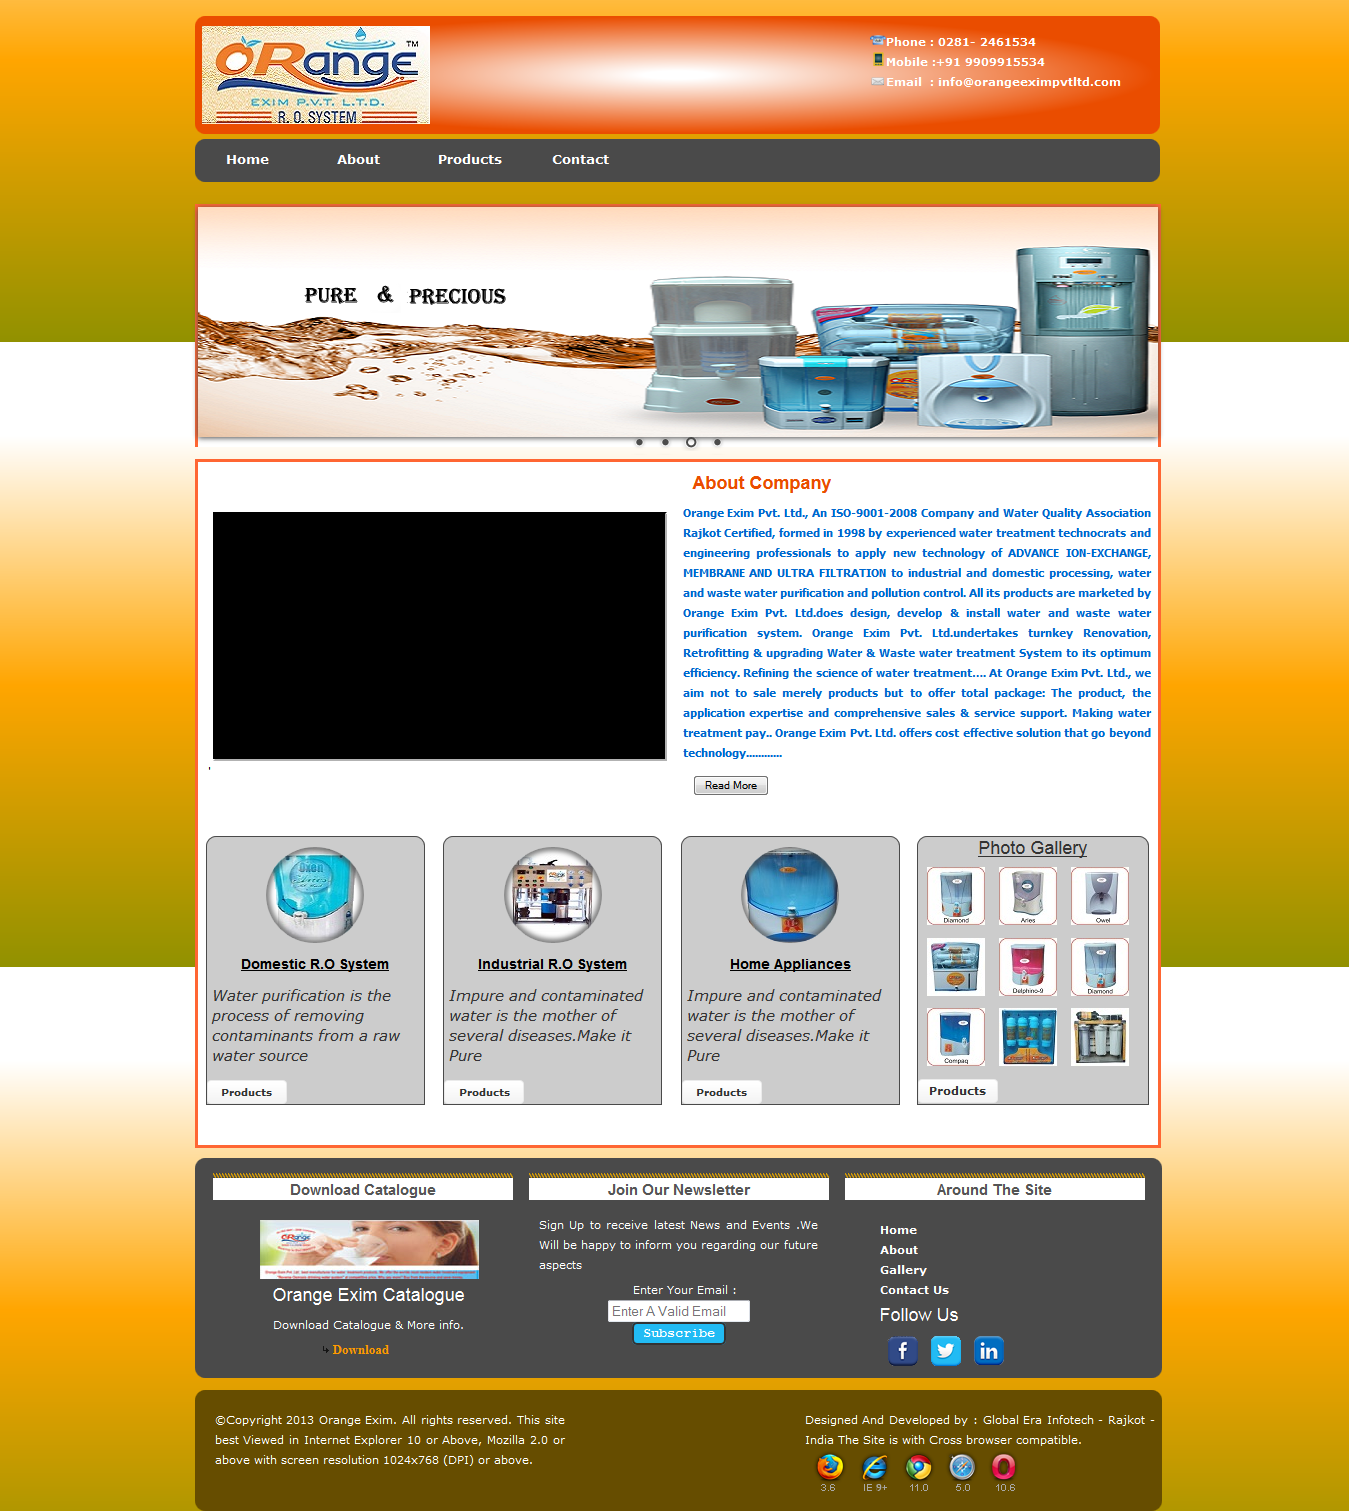 ORange TM
EXIM P.V.T. L.T.D.
R. O. SYSTEM
Phone : 0281- 2461534
Mobile :+91 9909915534
Email : info@orangeeximpvtltd.com
Home About Products Contact
PURE & PRECIOUS
About Company
Orange Exim Pvt. Ltd., An ISO-9001-2008 Company and Water Quality Association
Rajkot Certified, formed in 1998 by experienced water treatment technocrats and
engineering professionals to apply new technology of ADVANCE ION-EXCHANGE,
MEMBRANE AND ULTRA FILTRATION to industrial and domestic processing, water
and waste water purification and pollution control. All its products are marketed by
Orange Exim Pvt. Ltd.does design, develop & install water and waste water
purification system. Orange Exim Pvt. Ltd.undertakes turnkey Renovation,
Retrofitting & upgrading Water & Waste water treatment System to its optimum
efficiency. Refining the science of water treatment.... At Orange Exim Pvt. Ltd., we
aim not to sale merely products but to offer total package: The product, the
application expertise and comprehensive sales & service support. Making water
treatment pay.. Orange Exim Pvt. Ltd. offers cost effective solution that go beyond
technology............
'
Read More
Domestic R.O System
Water purification is the
process of removing
contaminants from a raw
water source
Products
Industrial R.O System
Impure and contaminated
water is the mother of
several diseases.Make it
Pure
Products
Home Appliances
Impure and contaminated
water is the mother of
several diseases.Make it
Pure
Products
Photo Gallery
Diamond Aries Owel
Delphino-9 Diamond
Compaq
Products
Download Catalogue
ORange
Orange Exim Catalogue
Download Catalogue & More info.
Download
Join Our Newsletter
Sign Up to receive latest News and Events .We
Will be happy to inform you regarding our future
aspects
Enter Your Email :
Enter A Valid Email
Subscribe
Around The Site
Home
About
Gallery
Contact Us
Follow Us
©Copyright 2013 Orange Exim. All rights reserved. This site
best Viewed in Internet Explorer 10 or Above, Mozilla 2.0 or
above with screen resolution 1024x768 (DPI) or above.
Designed And Developed by : Global Era Infotech - Rajkot -
India The Site is with Cross browser compatible.
3.6 IE 9+ 11.0 5.0 10.6